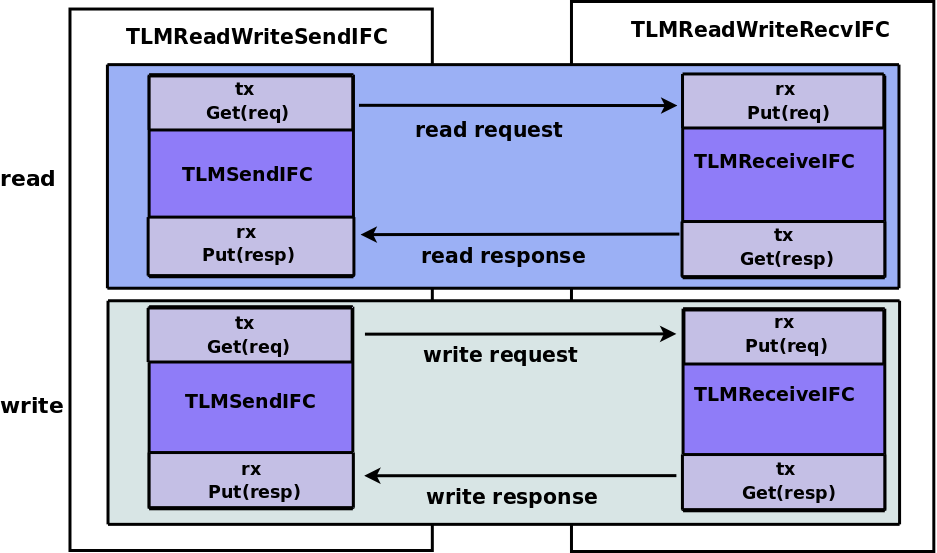 TLMReadWriteSendIFC
TLMReadWriteRecvIFC
read
tx
Get(req)
TLMSendIFC
rx
Put(resp)
read request
read response
rx
Put(req)
TLMReceiveIFC
tx
Get(resp)
write
tx
Get(req)
TLMSendIFC
rx
Put(resp)
write request
write response
rx
Put(req)
TLMReceiveIFC
tx
Get(resp)